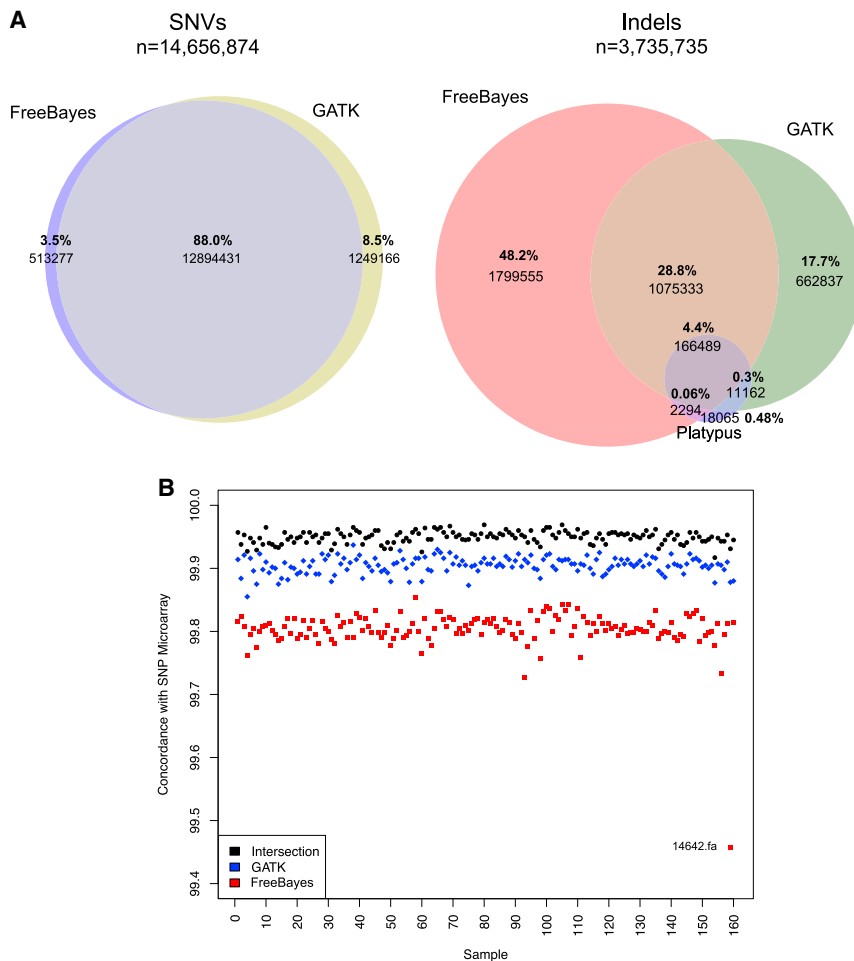 A
SNVs
n=14,656,874
FreeBayes
GATK
3.5%
513277
88.0%
12894431
8.5%
1249166
Indels
n=3,735,735
FreeBayes
GATK
48.2%
1799555
28.8%
1075333
17.7%
662837
4.4%
166489
0.3%
11162
0.06%
2294
18065 0.48%
Platypus
B
Concordance with SNP Microarray
100.0
99.9
99.8
99.7
99.6
99.5
99.4
14642.fa
Intersection
GATK
FreeBayes
0 10 20 30 40 50 60 70 80 90 100 110 120 130 140 150 160
Sample